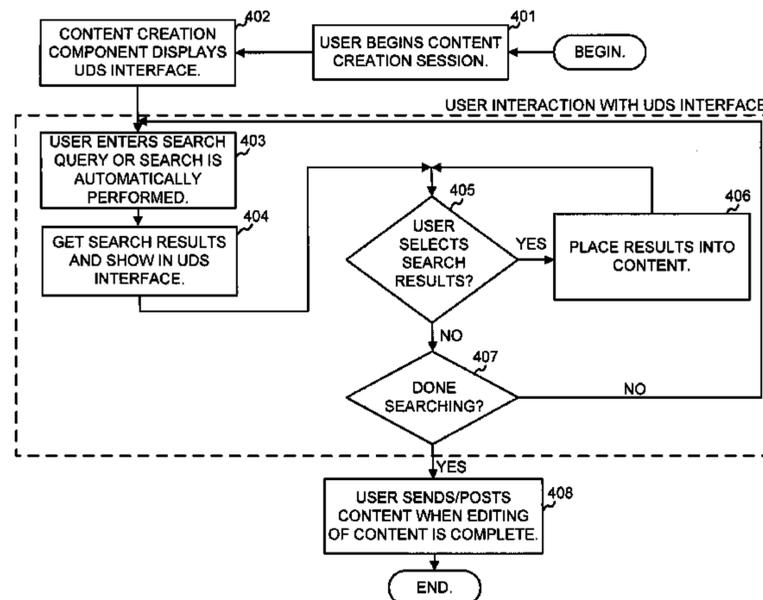 402
CONTENT CREATION
COMPONENT DISPLAYS
UDS INTERFACE.
401
USER BEGINS CONTENT
CREATION SESSION.
BEGIN.
USER INTERACTION WITH UDS INTERFACE
403
USER ENTERS SEARCH
QUERY OR SEARCH IS
AUTOMATICALLY
PERFORMED.
404
GET SEARCH RESULTS
AND SHOW IN UDS
INTERFACE.
405
USER
SELECTS
SEARCH
RESULTS?
YES
406
PLACE RESULTS INTO
CONTENT.
NO
407
DONE
SEARCHING?
NO
YES
408
USER SENDS/POSTS
CONTENT WHEN EDITING
OF CONTENT IS COMPLETE.
END.